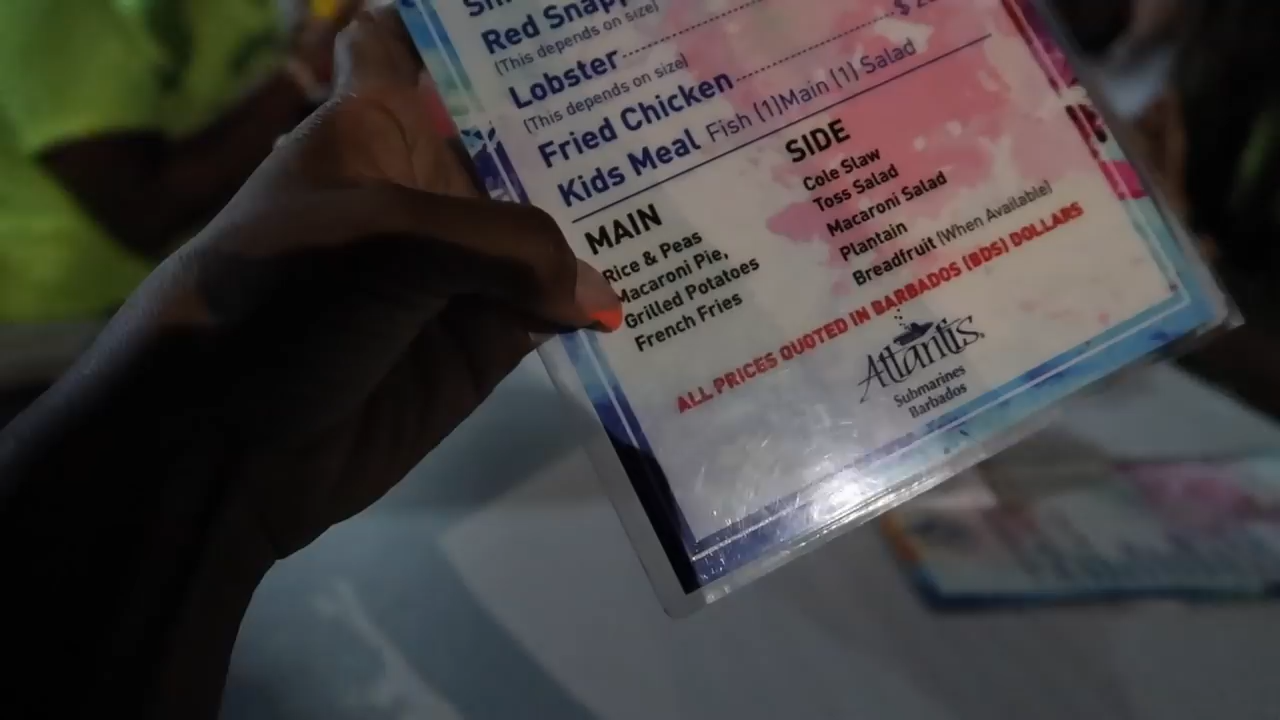 Red Snapp
(This depends on size)
Lobster
(This depends on size)
Fried Chicken
Kids Meal Fish (1)Main (1) Salad
MAIN
Rice & Peas
Macaroni Pie,
Grilled Potatoes
French Fries
SIDE
Cole Slaw
Toss Salad
Macaroni Salad
Plantain
Breadfruit (When Available)
ALL PRICES QUOTED IN BARBADOS (BDS) DOLLARS
Atlantis
Submarines
Barbados